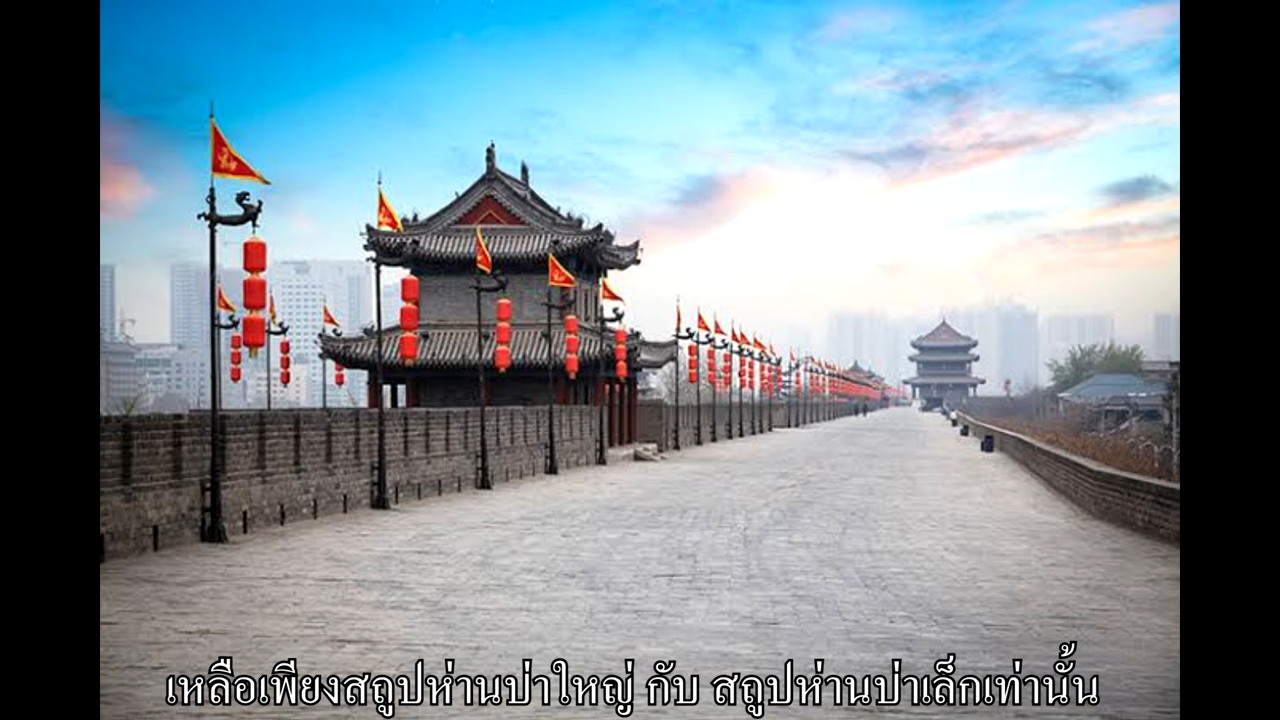 เหลือเพียงสถูปห่านป่าใหญ่ กับ สถูปห่านป่าเล็กเท่านั้น